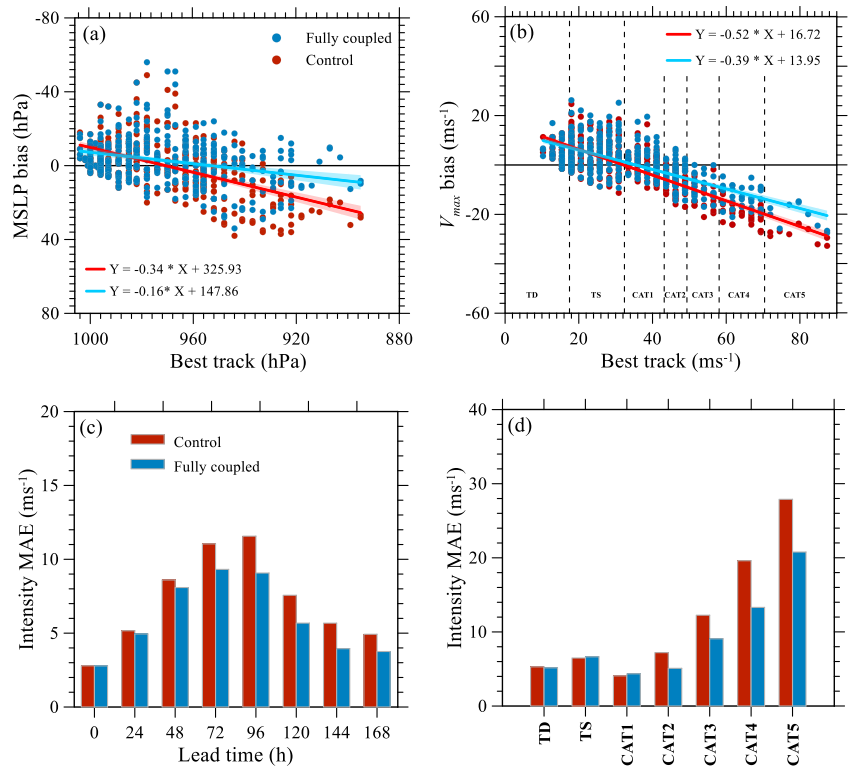 (a)
Fully coupled
Control
-80
-40
0
40
80
MSLP bias (hPa)
Y = -0.34 * X + 325.93
Y = -0.16* X + 147.86
1000
960
920
880
Best track (hPa)
(b)
Y = -0.52 * X + 16.72
Y = -0.39 * X + 13.95
60
20
-20
-60
Vmax bias (ms-1)
TD
TS
CAT1
CAT2
CAT3
CAT4
CAT5
0
20
40
60
80
Best track (ms-1)
(c)
Control
Fully coupled
20
15
10
5
0
Intensity MAE (ms-1)
0
24
48
72
96
120
144
168
Lead time (h)
(d)
40
30
20
10
0
Intensity MAE (ms-1)
TD
TS
CAT1
CAT2
CAT3
CAT4
CAT5